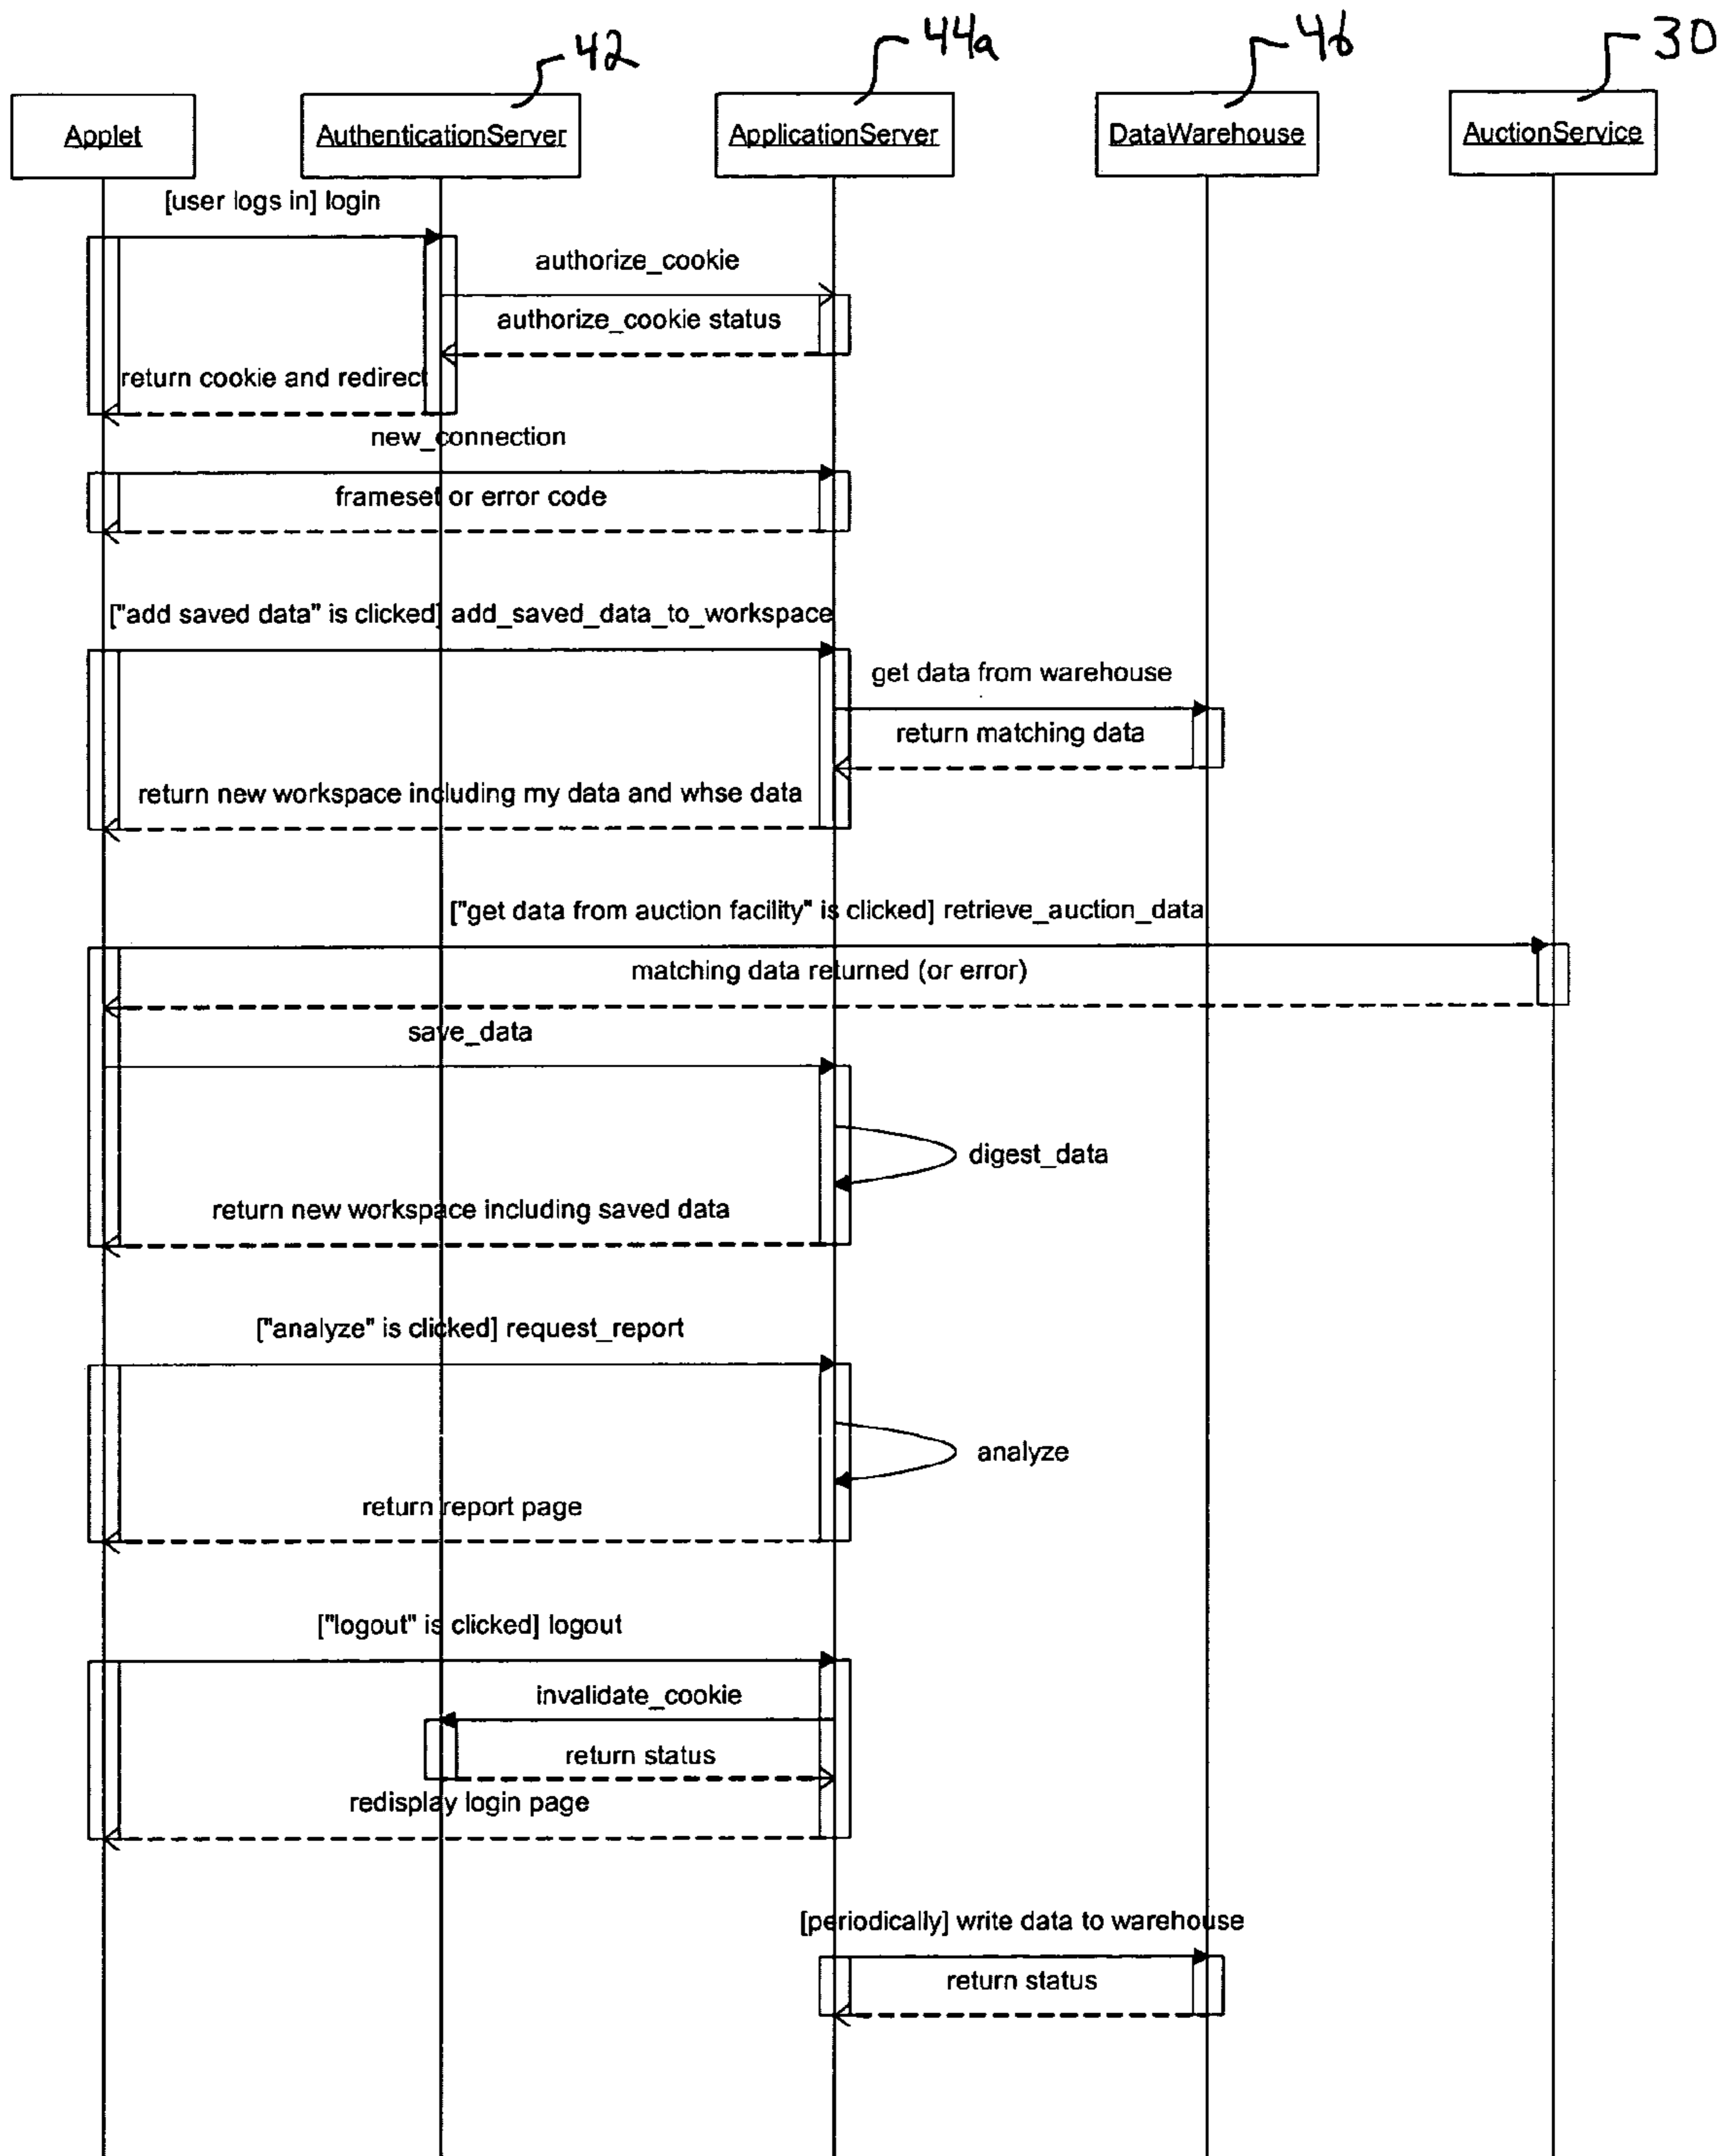 42
44a
46
30
Applet
AuthenticationServer
ApplicationServer
DataWarehouse
AuctionService
[user logs in] login
authorize_cookie
authorize_cookie status
return cookie and redirect
new_connection
frameset or error code
["add saved data" is clicked] add_saved_data_to_workspace
get data from warehouse
return matching data
return new workspace including my data and whse data
["get data from auction facility" is clicked] retrieve_auction_data
matching data returned (or error)
save_data
digest_data
return new workspace including saved data
["analyze" is clicked] request_report
analyze
return report page
["logout" is clicked] logout
invalidate_cookie
return status
redisplay login page
[periodically] write data to warehouse
return status